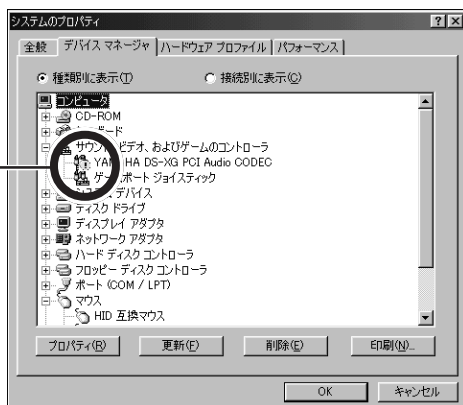 システムのプロパティ
全般 デバイス マネージャ ハードウェア プロファイル パフォーマンス
種類別に表示(T) 接続別に表示(C)
コンピュータ
CD-ROM
ード
サウンド ビデオ、およびゲームのコントローラ
YAM HA DS-XG PCI Audio CODEC
ゲー ポート ジョイスティック
デバイス
ディスク ドライブ
ディスプレイ アダプタ
ネットワーク アダプタ
ハード ディスク コントローラ
フロッピー ディスク コントローラ
ポート (COM / LPT)
マウス
HID 互換マウス
プロパティ(R) 更新(F) 削除(E) 印刷(N)...
OK キャンセル